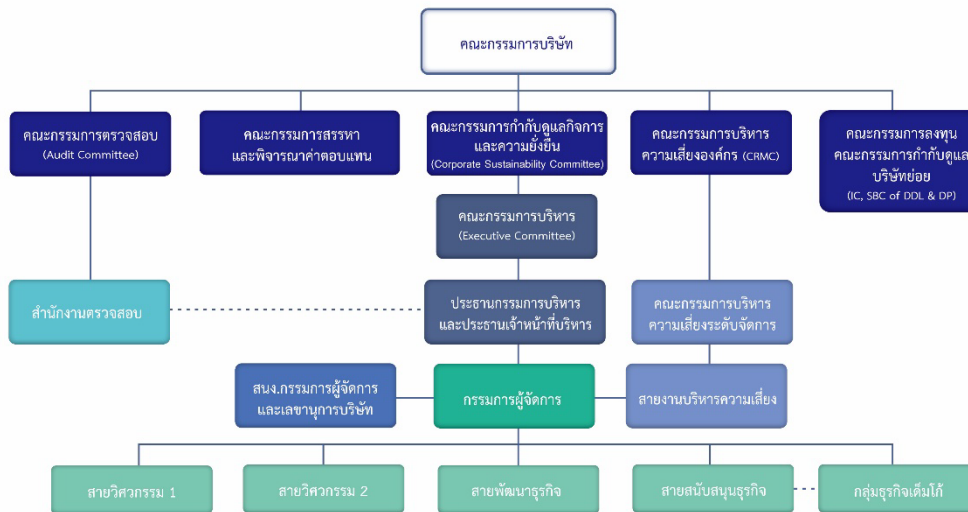 คณะกรรมการบริษัท
คณะกรรมการตรวจสอบ
(Audit Committee)
คณะกรรมการสรรหา
และพิจารณาค่าตอบแทน
คณะกรรมการกำกับดูแลกิจการ
และความยั่งยืน
(Corporate Sustainability Committee)
คณะกรรมการบริหาร
ความเสี่ยงองค์กร (CRMC)
คณะกรรมการลงทุน
คณะกรรมการกำกับดูแล
บริษัทย่อย
(IC, SBC of DDL & DP)
คณะกรรมการบริหาร
(Executive Committee)
สำนักงานตรวจสอบ
ประธานกรรมการบริหาร
และประธานเจ้าหน้าที่บริหาร
คณะกรรมการบริหาร
ความเสี่ยงระดับจัดการ
สนง.กรรมการผู้จัดการ
และเลขานุการบริษัท
กรรมการผู้จัดการ
สายงานบริหารความเสี่ยง
สายวิศวกรรม 1
สายวิศวกรรม 2
สายพัฒนาธุรกิจ
สายสนับสนุนธุรกิจ
กลุ่มธุรกิจเด็มโก้